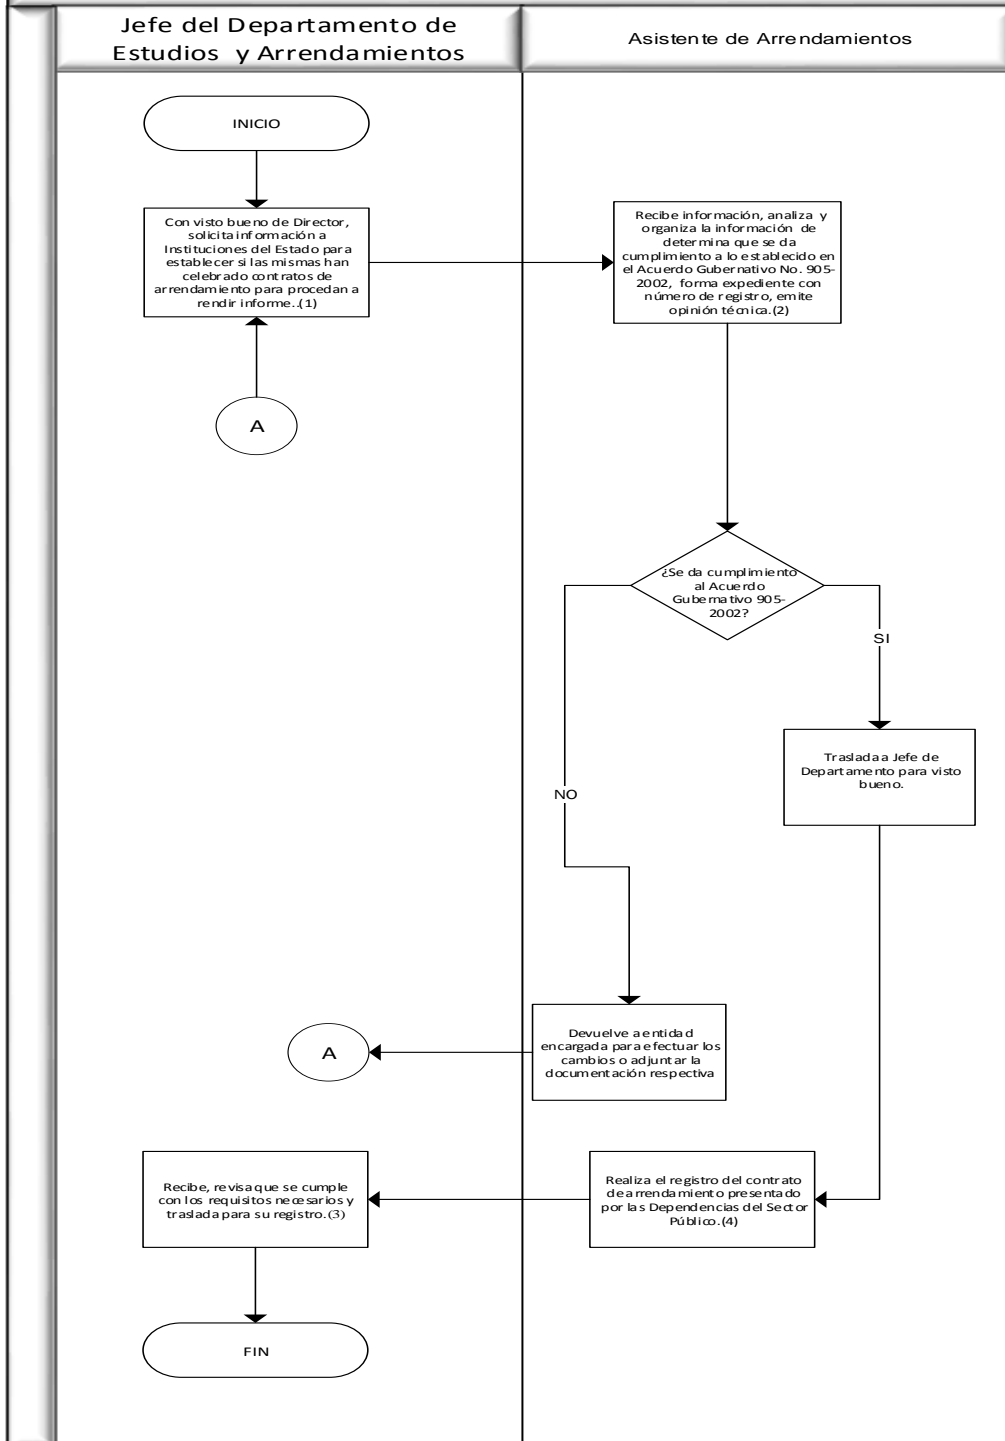 Jefe del Departamento de
Estudios y Arrendamientos
Asistente de Arrendamientos
INICIO
Con visto bueno de Director,
solicita información a
Instituciones del Estado para
establecer si las mismas han
celebrado contratos de
arrendamiento para procedan a
rendir informe..(1)
Recibe información, analiza y
organiza la información de
determina que se da
cumplimiento a lo establecido en
el Acuerdo Gubernativo No. 905-
2002, forma expediente con
número de registro, emite
opinión técnica.(2)
A
¿Se da cumplimiento
al Acuerdo
Gubernativo 905-
2002?
SI
Traslada a Jefe de
Departamento para visto
bueno.
NO
Devuelve a entidad
encargada para efectuar los
cambios o adjuntar la
documentación respectiva
A
Recibe, revisa que se cumple
con los requisitos necesarios y
traslada para su registro.(3)
Realiza el registro del contrato
de arrendamiento presentado
por las Dependencias del Sector
Público.(4)
FIN